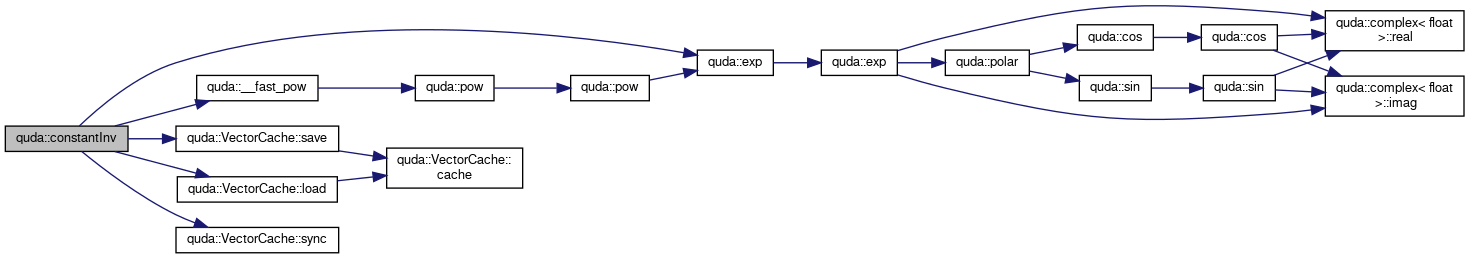 quda::constantInv
quda::__fast_pow
quda::VectorCache::save
quda::VectorCache::load
quda::VectorCache::sync
quda::pow
quda::VectorCache::
cache
quda::pow
quda::exp
quda::exp
quda::polar
quda::cos
quda::sin
quda::cos
quda::sin
quda::complex< float
>::real
quda::complex< float
>::imag